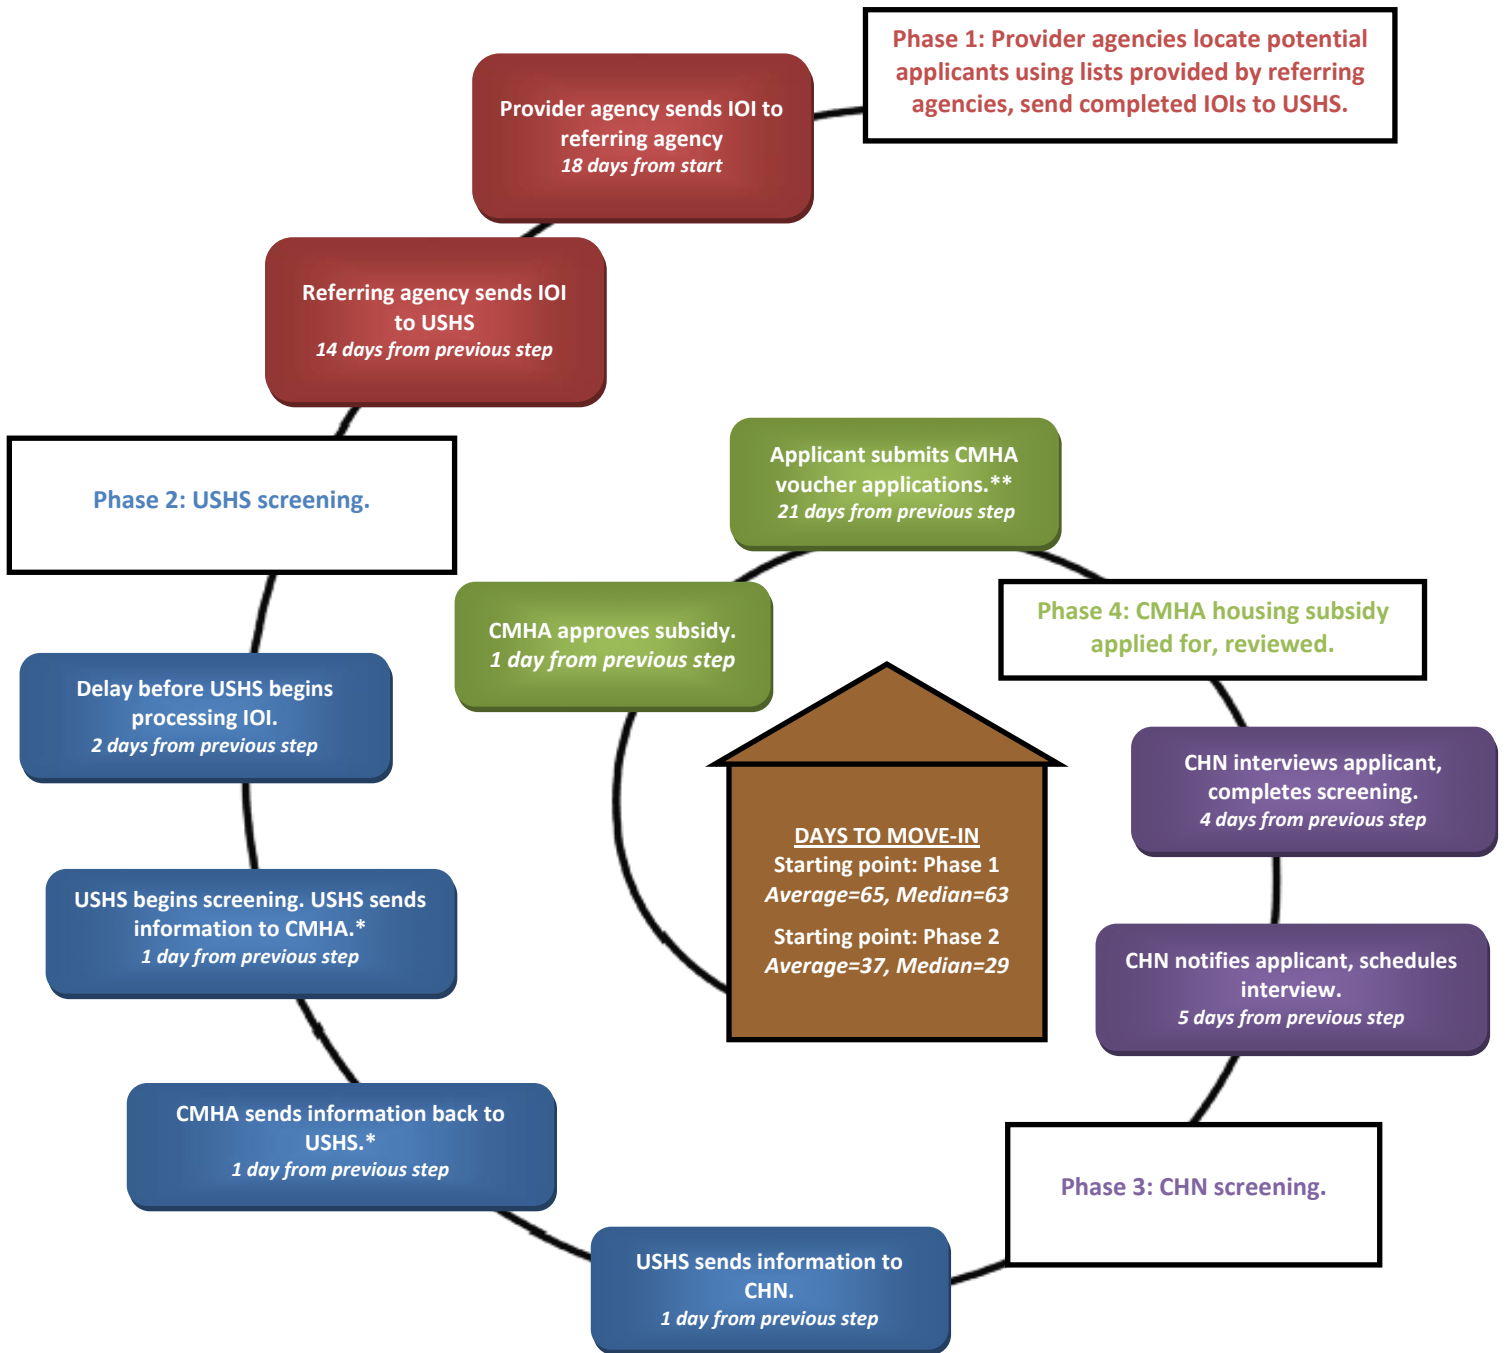 Phase 1: Provider agencies locate potential
applicants using lists provided by referring
agencies, send completed IOIs to USHS.
Provider agency sends IOI to
referring agency
18 days from start
Referring agency sends IOI
to USHS
14 days from previous step
Phase 2: USHS screening.
Delay before USHS begins
processing IOI.
2 days from previous step
USHS begins screening. USHS sends
information to CMHA.*
1 day from previous step
CMHA sends information back to
USHS.*
1 day from previous step
USHS sends information to
CHN.
1 day from previous step
Phase 3: CHN screening.
CHN notifies applicant, schedules
interview.
5 days from previous step
CHN interviews applicant,
completes screening.
4 days from previous step
Phase 4: CMHA housing subsidy
applied for, reviewed.
Applicant submits CMHA
voucher applications.**
21 days from previous step
CMHA approves subsidy.
1 day from previous step
DAYS TO MOVE-IN
Starting point: Phase 1
Average=65, Median=63
Starting point: Phase 2
Average=37, Median=29